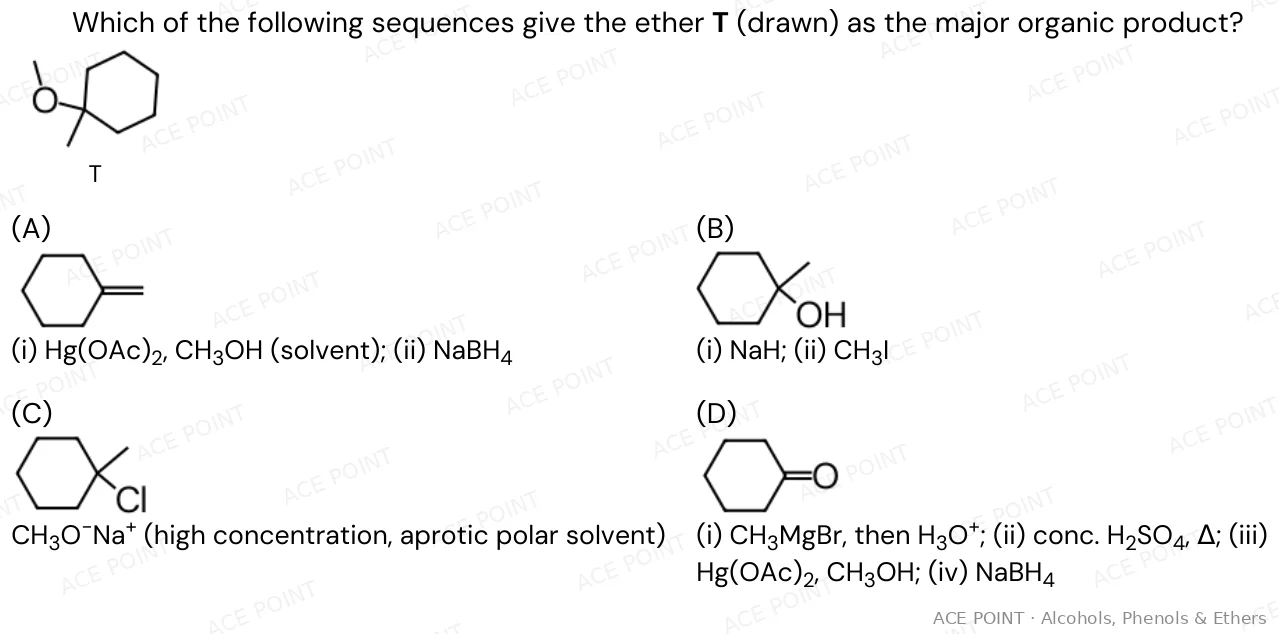 Which of the following sequences give the ether T (drawn) as the major organic product?
O
T
(A)
(B)
OH
(i) Hg(OAc)₂, CH₃OH (solvent); (ii) NaBH₄
(i) NaH; (ii) CH₃I
(C)
(D)
Cl
O
CH₃O⁻Na⁺ (high concentration, aprotic polar solvent)
(i) CH₃MgBr, then H₃O⁺; (ii) conc. H₂SO₄, Δ; (iii)
Hg(OAc)₂, CH₃OH; (iv) NaBH₄
ACE POINT · Alcohols, Phenols & Ethers